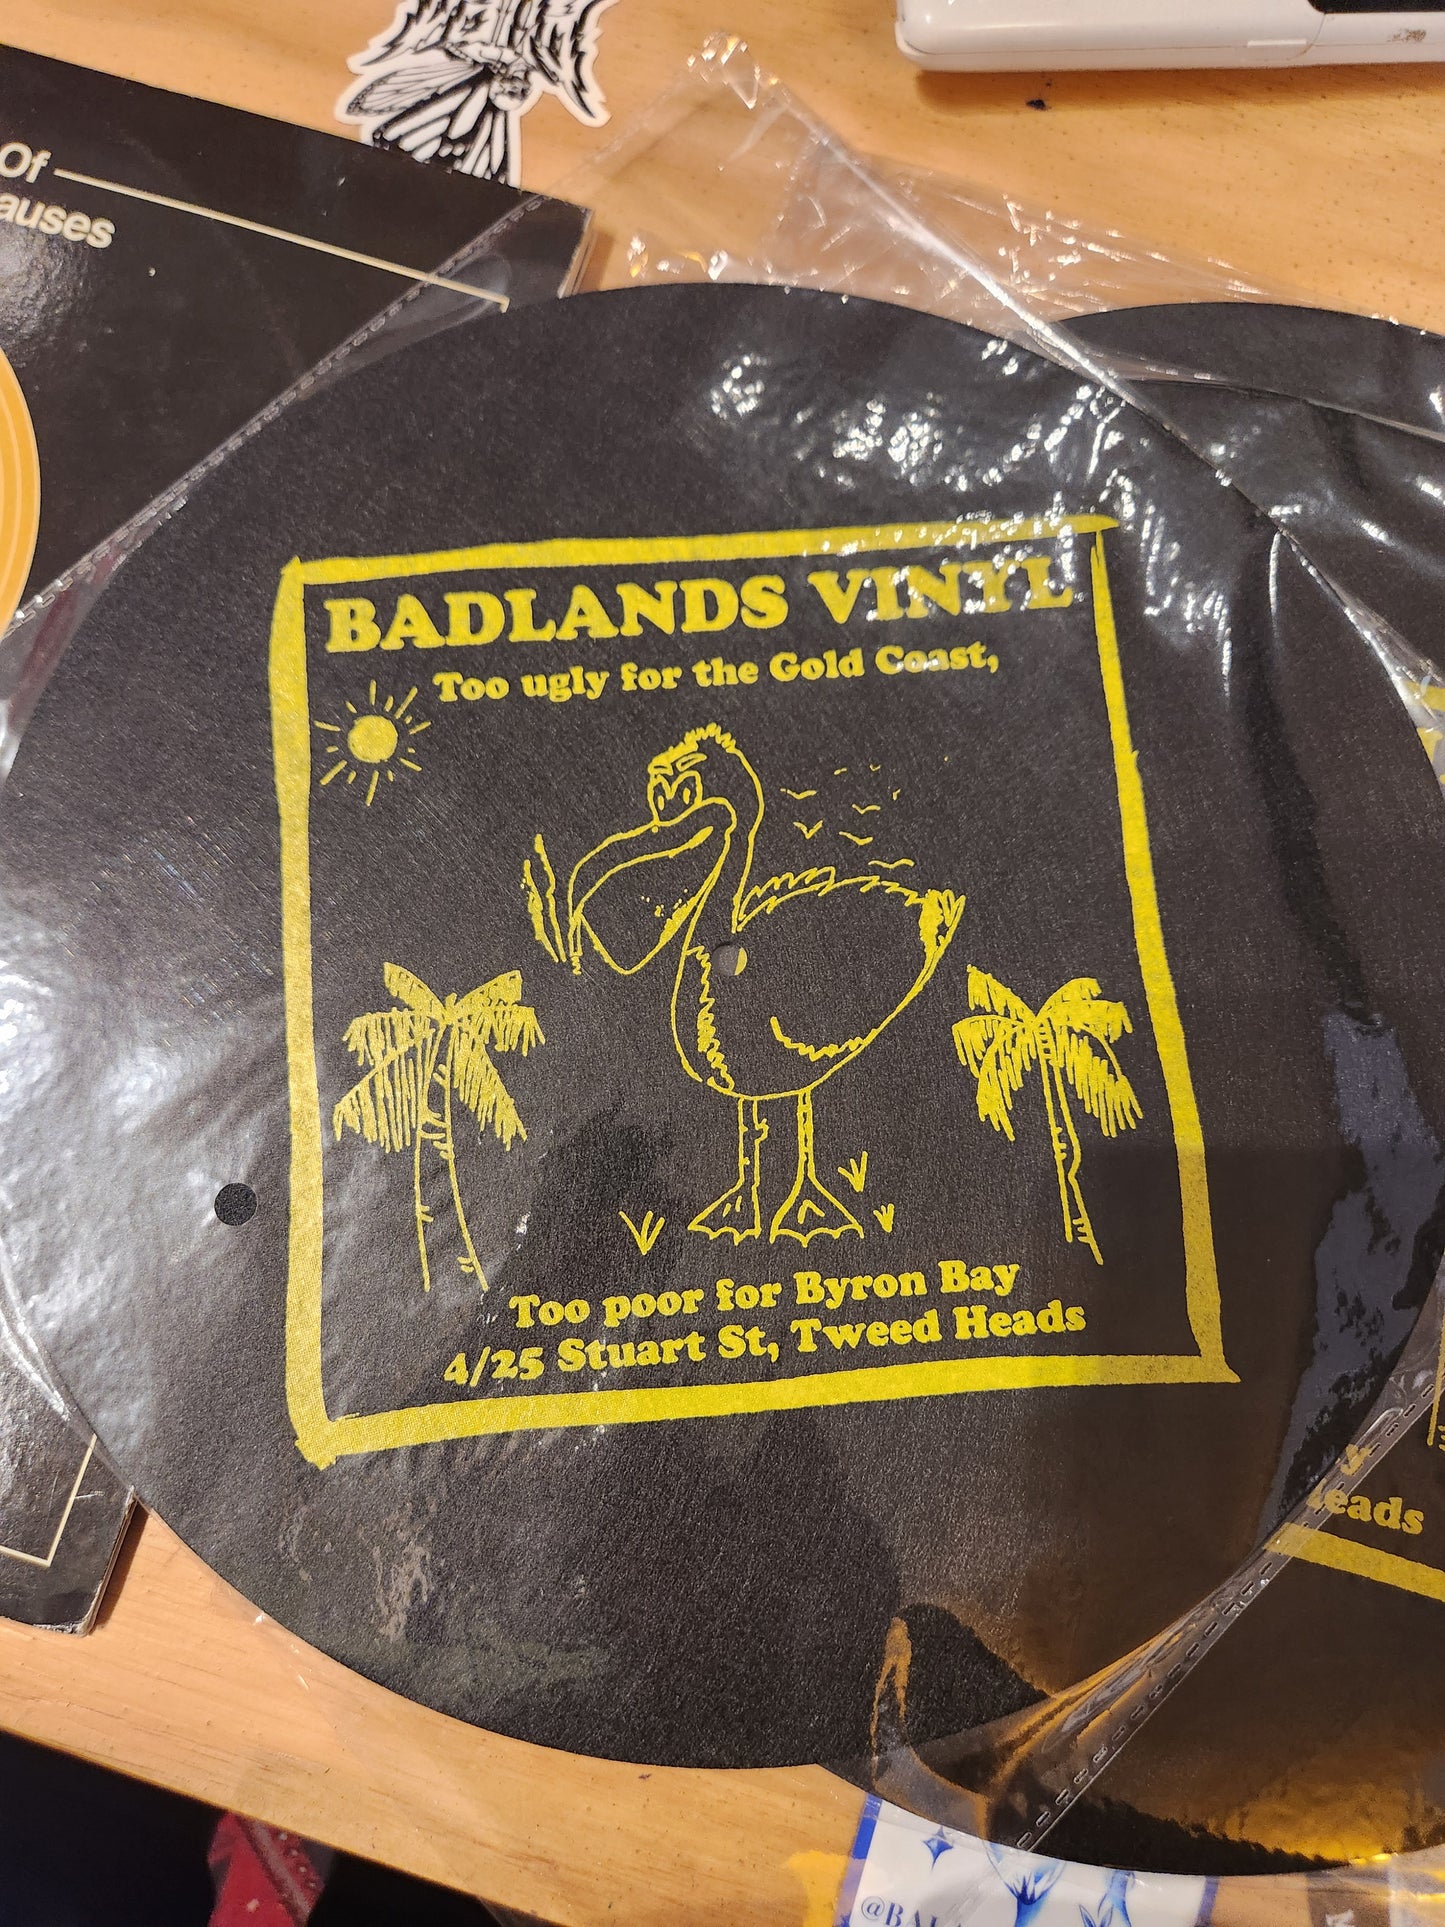 Of
auses
BADLANDS VINYL
Too ugly for the Gold Coast,
Too poor for Byron Bay
4/25 Stuart St, Tweed Heads
eads